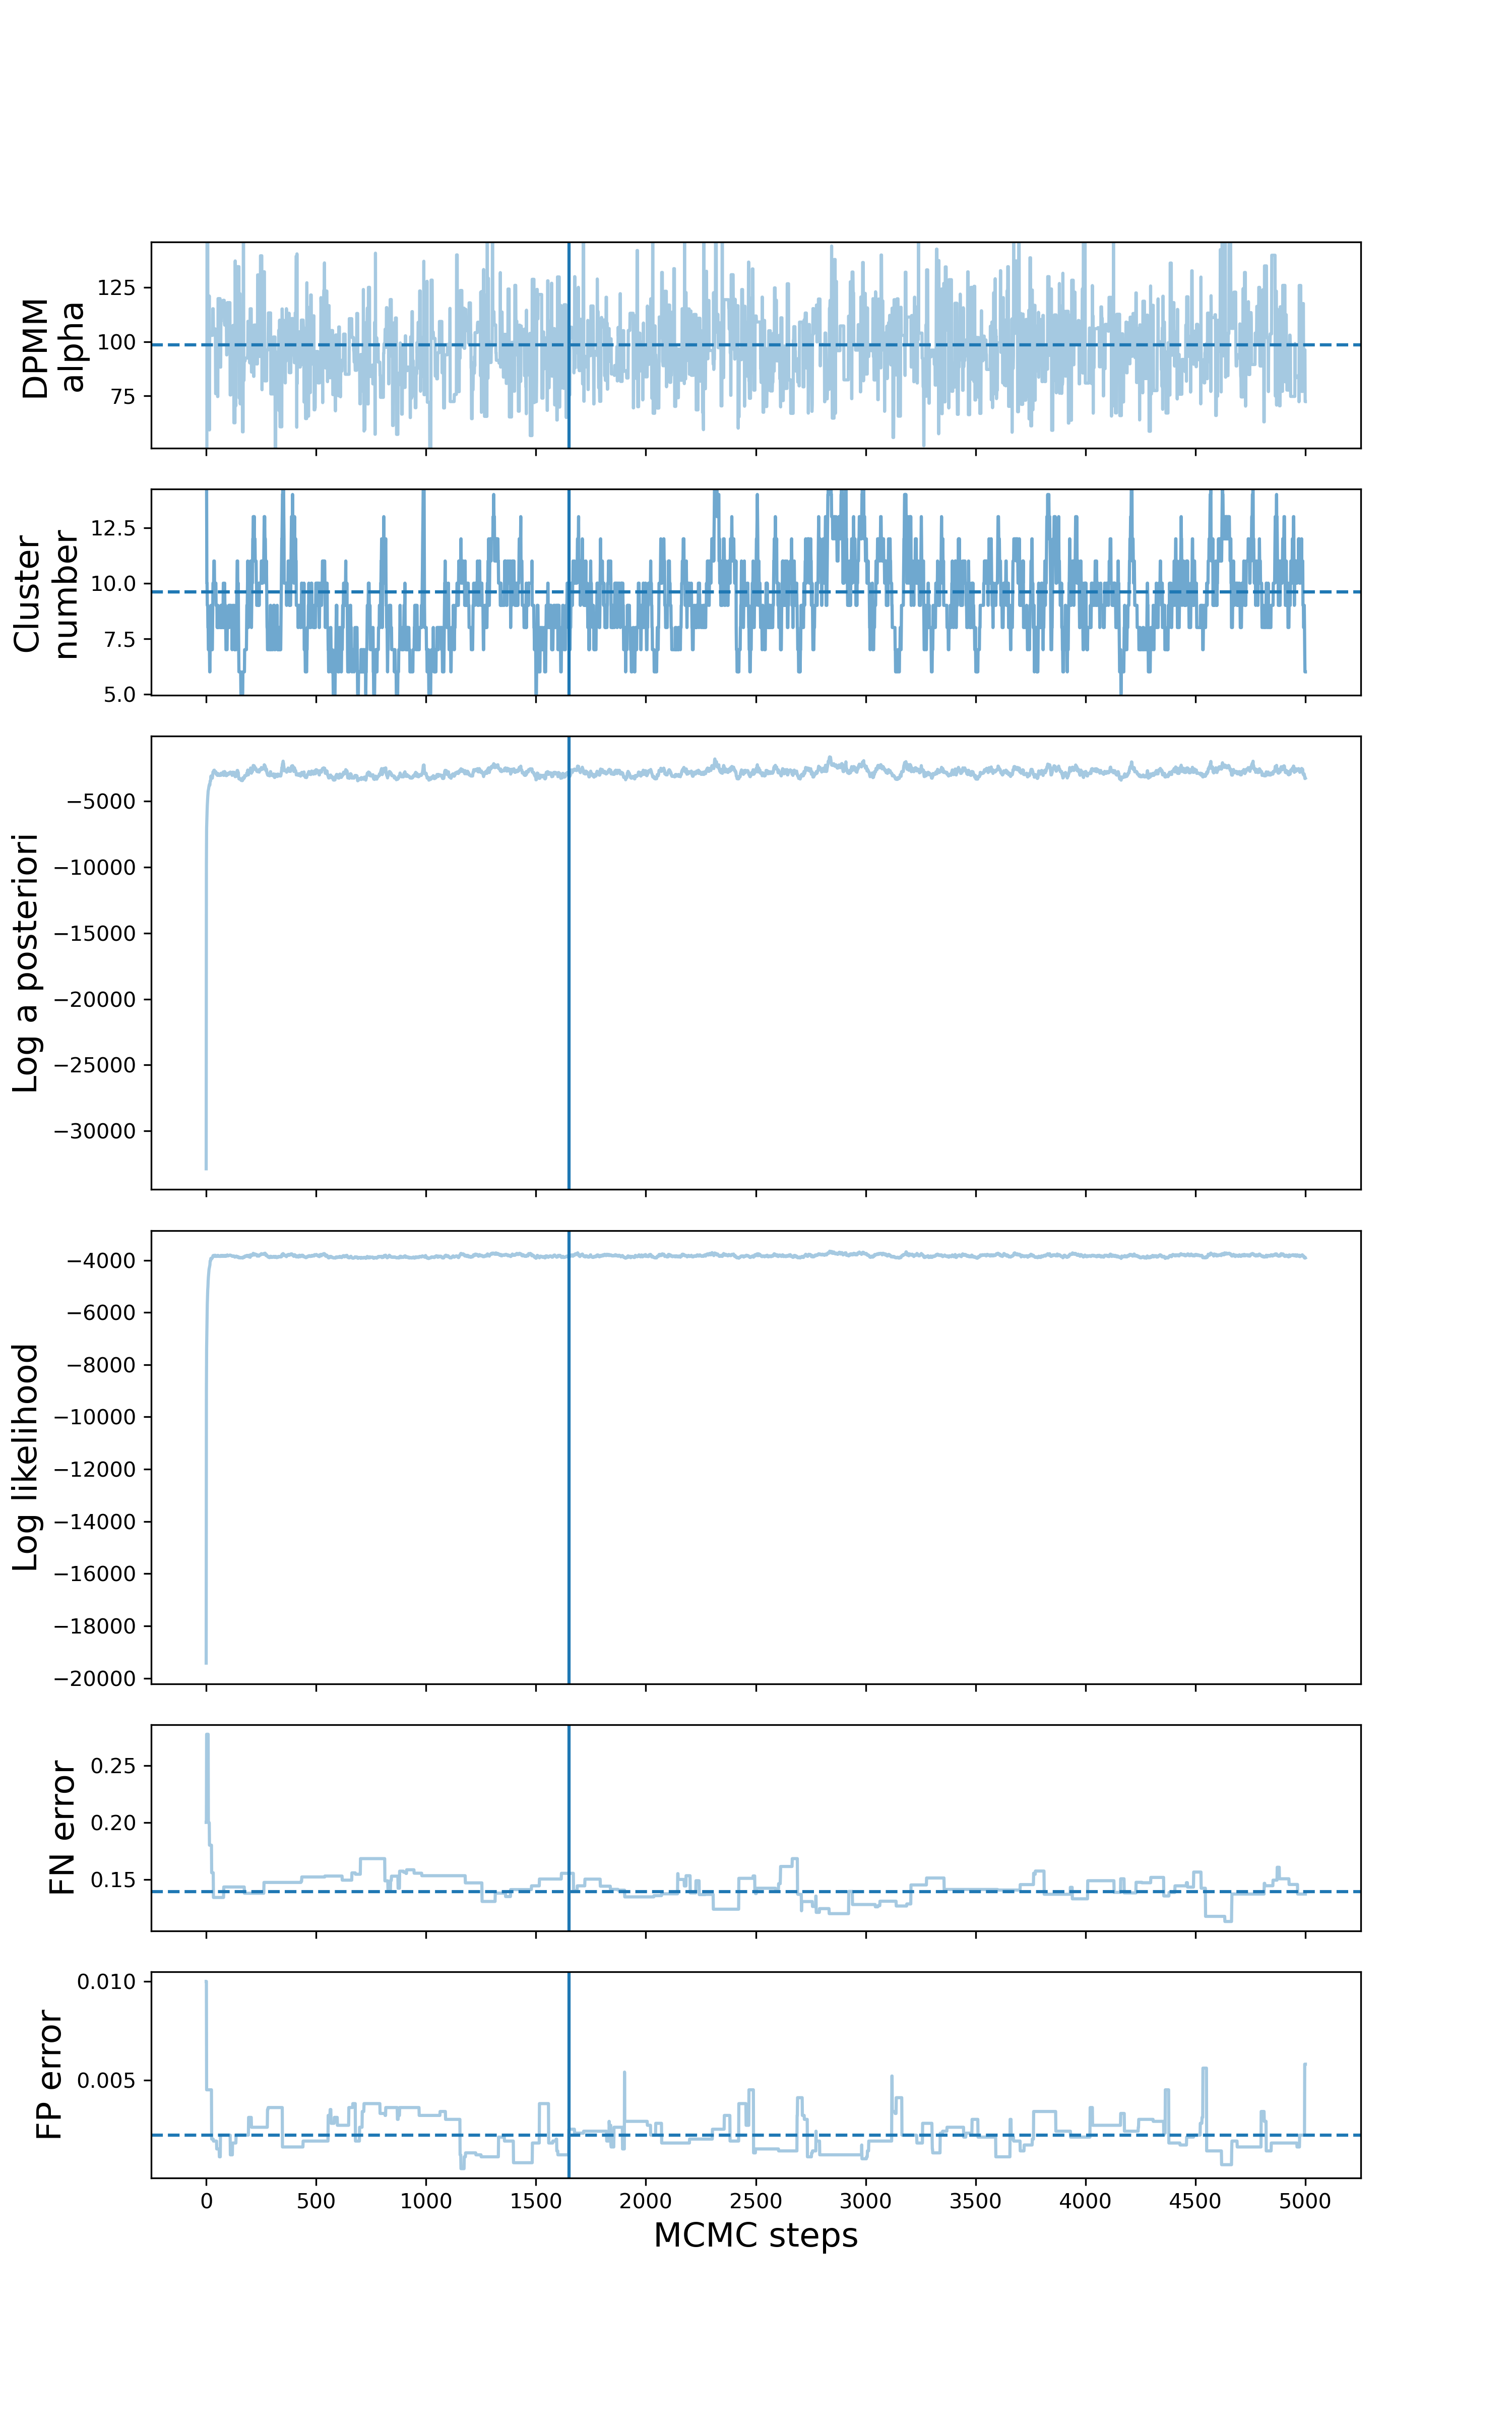 DPMM
alpha
125
100
75
Cluster
number
12.5
10.0
7.5
5.0
Log a posteriori
−5000
−10000
−15000
−20000
−25000
−30000
Log likelihood
−4000
−6000
−8000
−10000
−12000
−14000
−16000
−18000
−20000
FN error
0.25
0.20
0.15
FP error
0.010
0.005
0 500 1000 1500 2000 2500 3000 3500 4000 4500 5000
MCMC steps